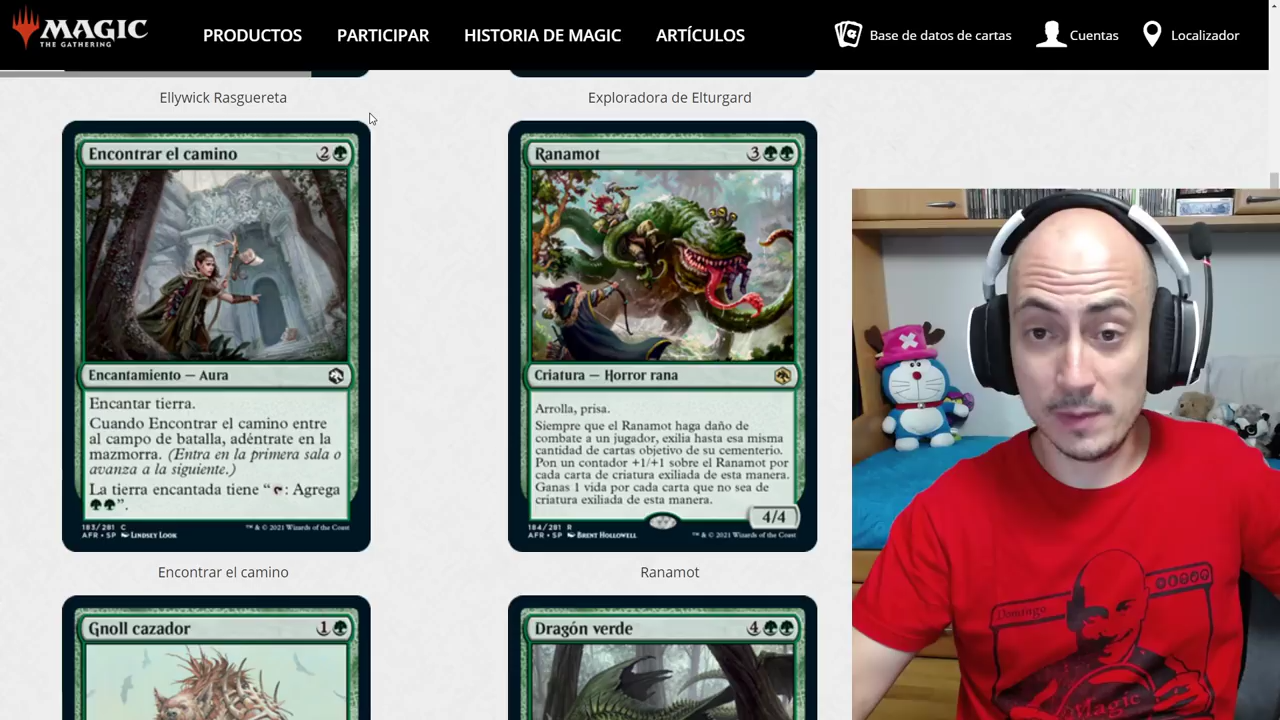 MAGIC
THE GATHERING
PRODUCTOS
PARTICIPAR
HISTORIA DE MAGIC
ARTÍCULOS
Base de datos de cartas
Cuentas
Localizador
Ellywick Rasguereta
Exploradora de Elturgard
Encontrar el camino 2
Encantamiento — Aura
Encantar tierra.
Cuando Encontrar el camino entre
al campo de batalla, adéntrate en la
mazmorra. (Entra en la primera sala o
avanza a la siguiente.)
La tierra encantada tiene “: Agrega
”.
183/281 C
AFR • SP LINDSEY LOOK
™ & © 2021 Wizards of the Coast
Encontrar el camino
Ranamot 3
Criatura — Horror rana
Arrolla, prisa.
Siempre que el Ranamot haga daño de
combate a un jugador, exilia hasta esa misma
cantidad de cartas objetivo de su cementerio.
Pon un contador +1/+1 sobre el Ranamot por
cada carta de criatura exiliada de esta manera.
Ganas 1 vida por cada carta que no sea de
criatura exiliada de esta manera.
4/4
184/281 R
AFR • SP BRENT HOLLOWELL
™ & © 2021 Wizards of the Coast
Ranamot
Gnoll cazador 1
Dragón verde 4
Domingo
Magic